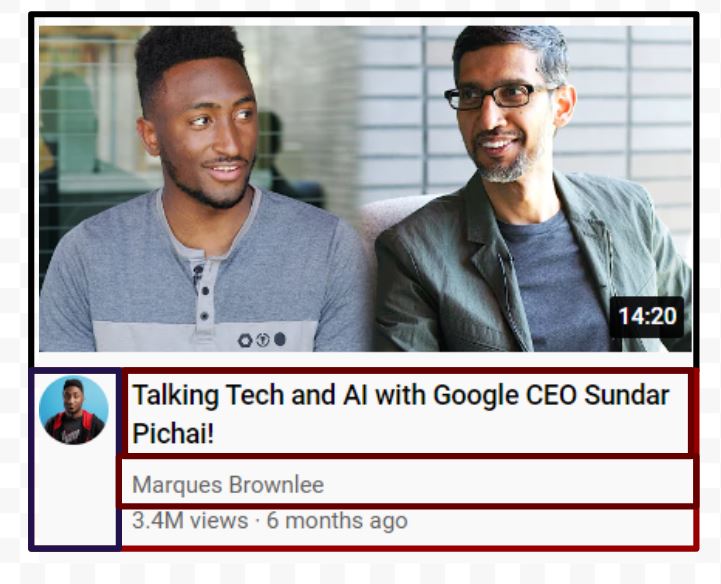 14:20
Talking Tech and AI with Google CEO Sundar
Pichai!
Marques Brownlee
3.4M views · 6 months ago